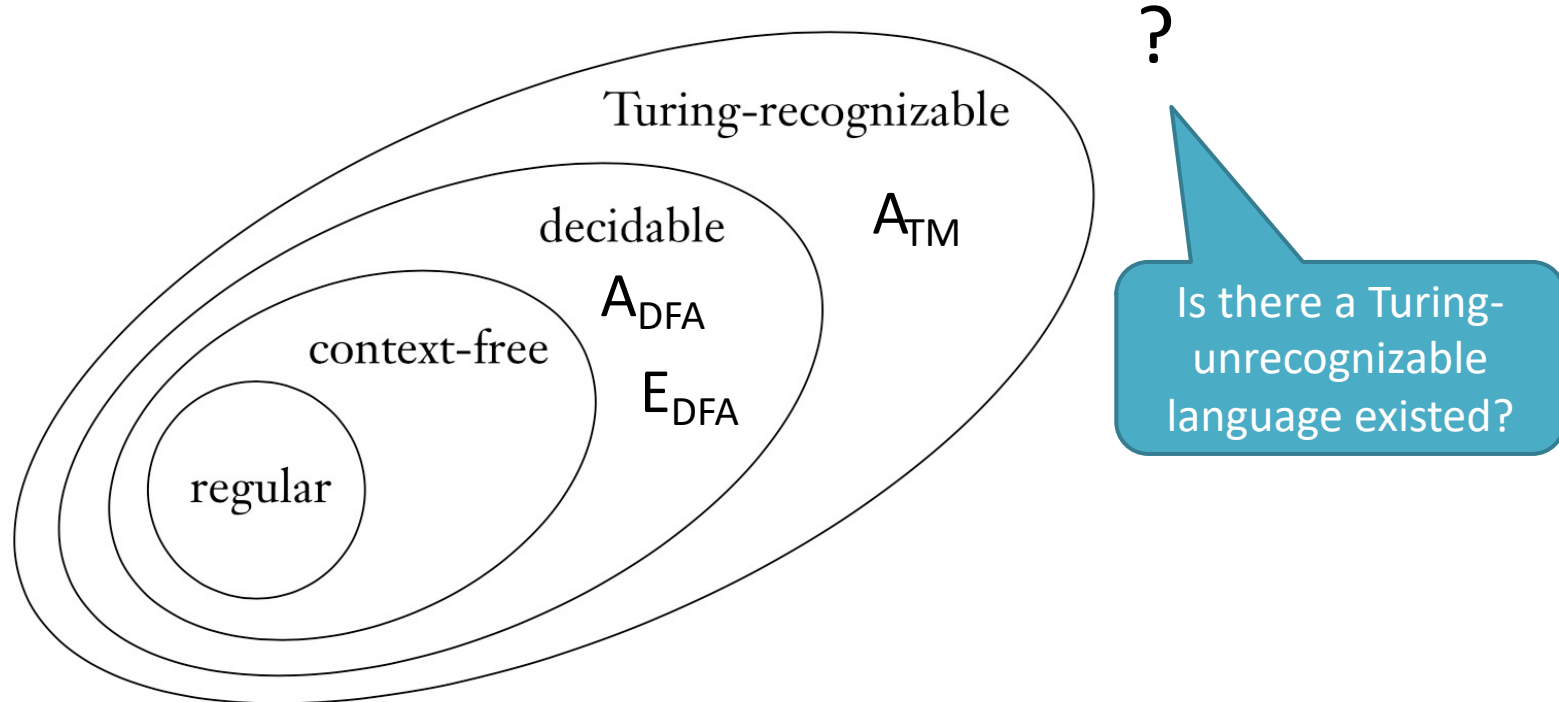 ?
Turing-recognizable
A_TM
decidable
A_DFA
context-free
E_DFA
regular
Is there a Turing-
unrecognizable
language existed?